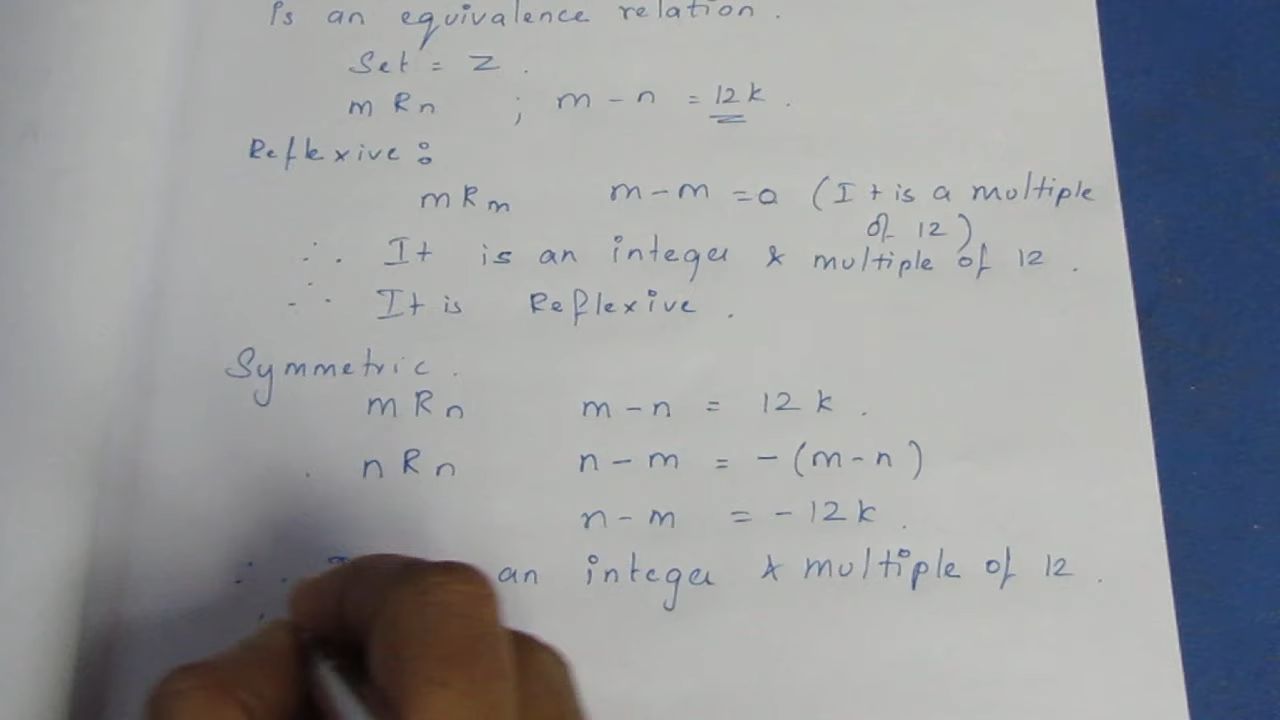 is an equivalence relation.
Set = Z.
m R n ; m - n = 12k.
Reflexive:
m R m m - m = 0 (It is a multiple
of 12)
∴ It is an integer & multiple of 12.
∴ It is Reflexive.
Symmetric.
m R n m - n = 12k.
n R n n - m = -(m - n)
n - m = -12k.
∴ an integer & multiple of 12.